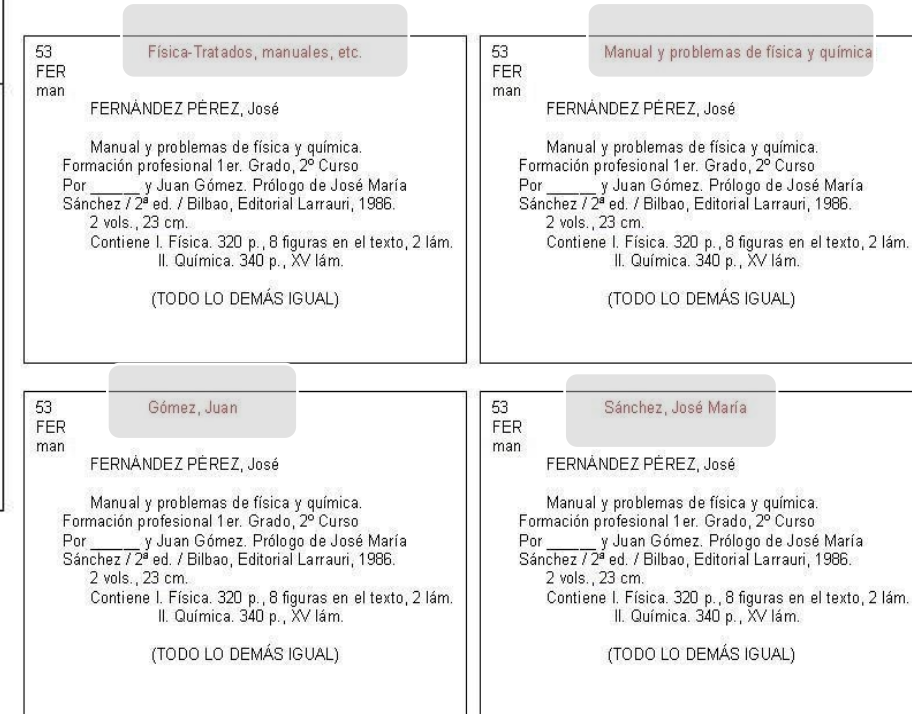 53
Física-Tratados, manuales, etc.
FER
man
FERNÁNDEZ PÉREZ, José
Manual y problemas de física y química.
Formación profesional 1er. Grado, 2º Curso
Por ______ y Juan Gómez. Prólogo de José María
Sánchez / 2ª ed. / Bilbao, Editorial Larrauri, 1986.
2 vols., 23 cm.
Contiene I. Física. 320 p., 8 figuras en el texto, 2 lám.
II. Química. 340 p., XV lám.
(TODO LO DEMÁS IGUAL)
53
Manual y problemas de física y química
FER
man
FERNÁNDEZ PÉREZ, José
Manual y problemas de física y química.
Formación profesional 1er. Grado, 2º Curso
Por ______ y Juan Gómez. Prólogo de José María
Sánchez / 2ª ed. / Bilbao, Editorial Larrauri, 1986.
2 vols., 23 cm.
Contiene I. Física. 320 p., 8 figuras en el texto, 2 lám.
II. Química. 340 p., XV lám.
(TODO LO DEMÁS IGUAL)
53
Gómez, Juan
FER
man
FERNÁNDEZ PÉREZ, José
Manual y problemas de física y química.
Formación profesional 1er. Grado, 2º Curso
Por ______ y Juan Gómez. Prólogo de José María
Sánchez / 2ª ed. / Bilbao, Editorial Larrauri, 1986.
2 vols., 23 cm.
Contiene I. Física. 320 p., 8 figuras en el texto, 2 lám.
II. Química. 340 p., XV lám.
(TODO LO DEMÁS IGUAL)
53
Sánchez, José María
FER
man
FERNÁNDEZ PÉREZ, José
Manual y problemas de física y química.
Formación profesional 1er. Grado, 2º Curso
Por ______ y Juan Gómez. Prólogo de José María
Sánchez / 2ª ed. / Bilbao, Editorial Larrauri, 1986.
2 vols., 23 cm.
Contiene I. Física. 320 p., 8 figuras en el texto, 2 lám.
II. Química. 340 p., XV lám.
(TODO LO DEMÁS IGUAL)